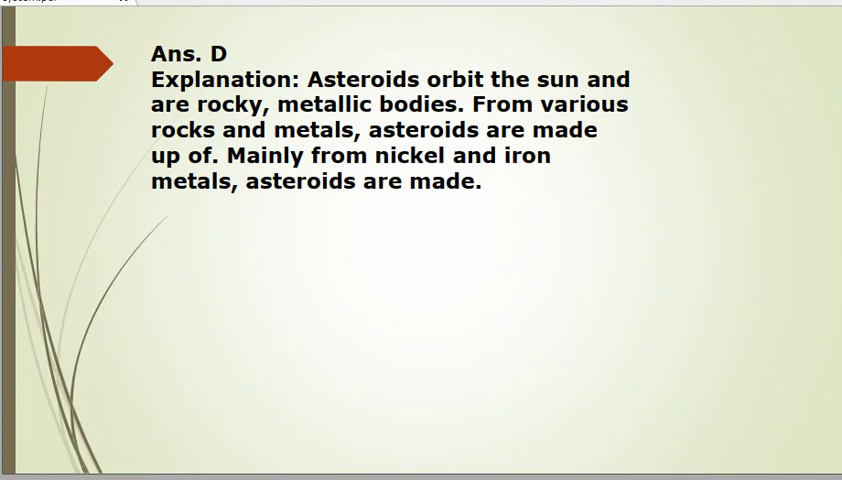 Ans. D
Explanation: Asteroids orbit the sun and
are rocky, metallic bodies. From various
rocks and metals, asteroids are made
up of. Mainly from nickel and iron
metals, asteroids are made.